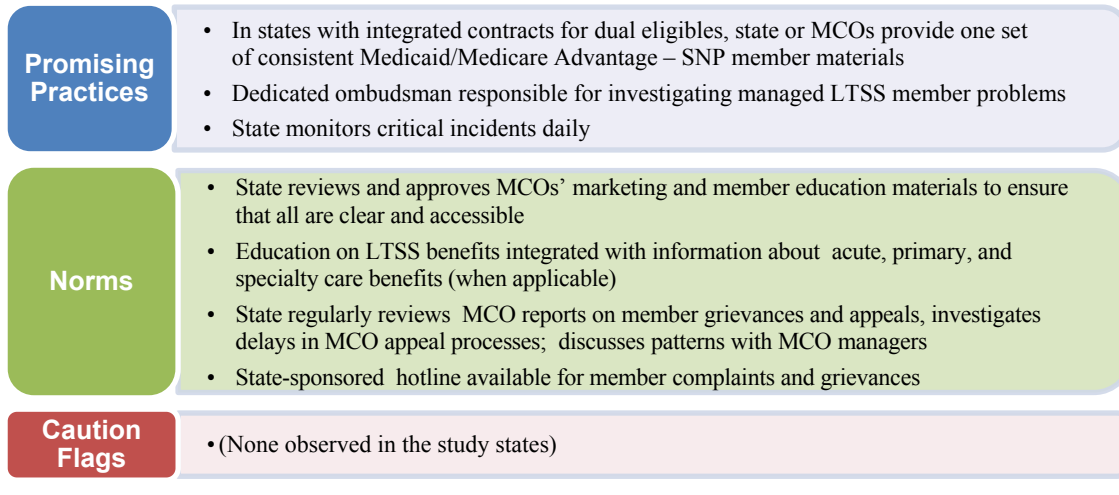 Promising
Practices
• In states with integrated contracts for dual eligibles, state or MCOs provide one set
of consistent Medicaid/Medicare Advantage – SNP member materials
• Dedicated ombudsman responsible for investigating managed LTSS member problems
• State monitors critical incidents daily
Norms
• State reviews and approves MCOs’ marketing and member education materials to ensure
that all are clear and accessible
• Education on LTSS benefits integrated with information about acute, primary, and
specialty care benefits (when applicable)
• State regularly reviews MCO reports on member grievances and appeals, investigates
delays in MCO appeal processes; discusses patterns with MCO managers
• State-sponsored hotline available for member complaints and grievances
Caution
Flags
• (None observed in the study states)